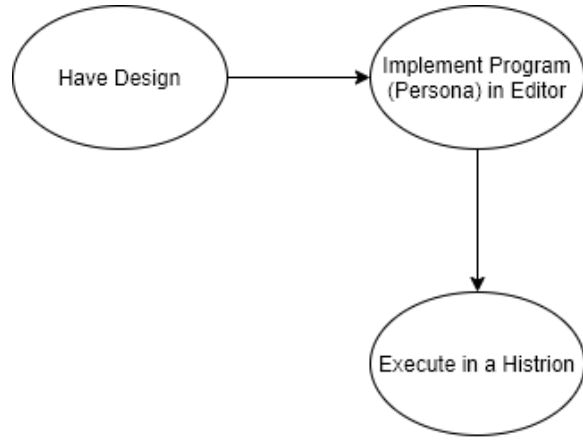 Have Design
Implement Program
(Persona) in Editor
Execute in a Histrion